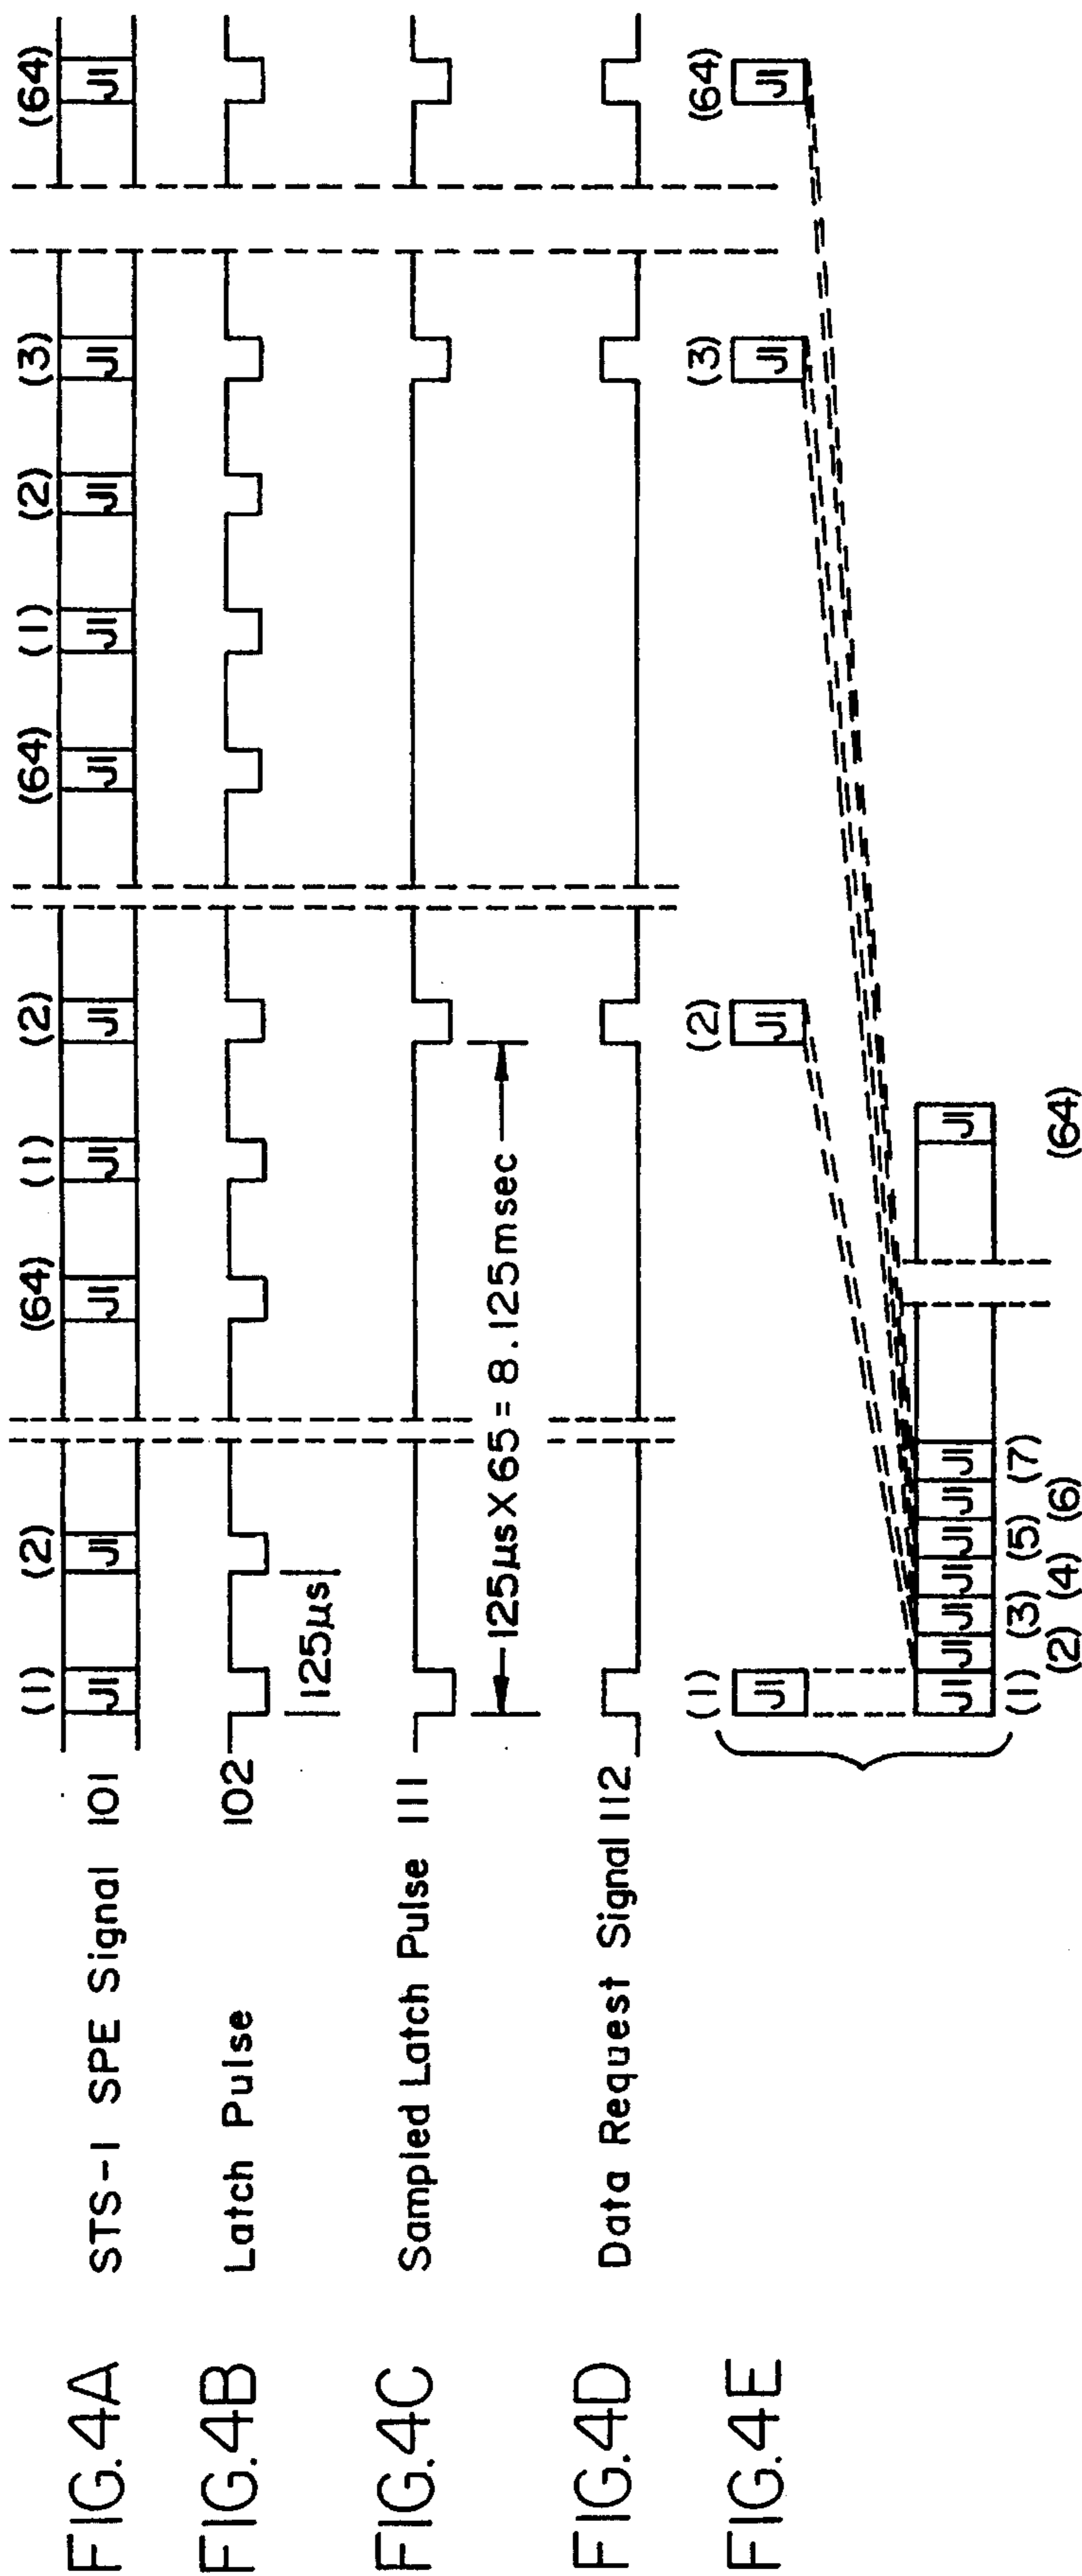 FIG.4A STS-1 SPE Signal 101
(1) (2) (64) (1) (2) (64) (1) (2) (3) (64)
J1 J1 J1 J1 J1 J1 J1 J1 J1 J1
FIG.4B Latch Pulse 102
125μs
FIG.4C Sampled Latch Pulse 111
125μs X 65 = 8.125msec
FIG.4D Data Request Signal 112
FIG.4E
(1) (2) (3) (64)
J1 J1 J1 J1
J1 J1 J1 J1 J1 J1 J1 J1
(1) (3) (5) (7)
(2) (4) (6) (64)